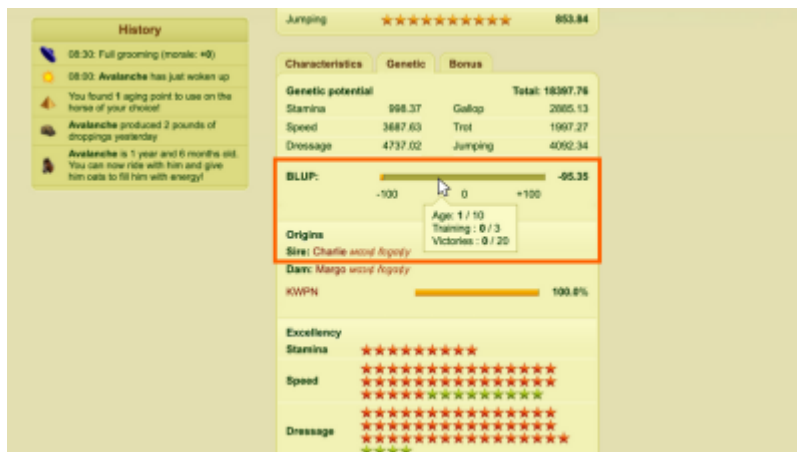 History
08:30: Full grooming (morale: +0)
08:00: Avalanche has just woken up
You found 1 aging point to use on the
horse of your choice!
Avalanche produced 2 pounds of
droppings yesterday
Avalanche is 1 year and 6 months old.
You can now ride with him and give
him oats to fill him with energy!
Jumping 853.84
Characteristics Genetic Bonus
Genetic potential Total: 18397.76
Stamina 998.37 Gallop 2885.13
Speed 3687.63 Trot 1997.27
Dressage 4737.02 Jumping 4092.34
BLUP: -95.35
-100 0 +100
Age: 1 / 10
Training : 0 / 3
Victories : 0 / 20
Origins
Sire: Charlie
Dam: Margo
KWPN 100.0%
Excellency
Stamina
Speed
Dressage